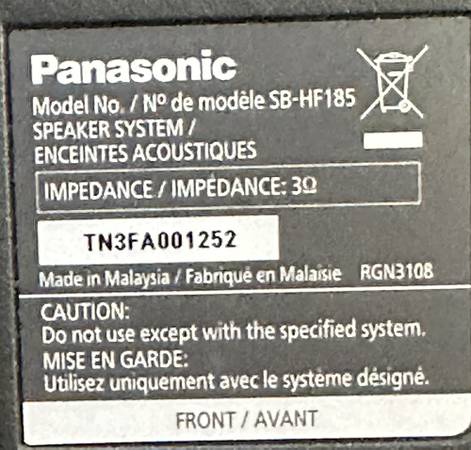 Panasonic
Model No. / Nº de modèle SB-HF185
SPEAKER SYSTEM /
ENCEINTES ACOUSTIQUES
IMPEDANCE / IMPÉDANCE: 3Ω
TN3FA001252
Made in Malaysia / Fabriqué en Malaisie RGN3108
CAUTION:
Do not use except with the specified system.
MISE EN GARDE:
Utilisez uniquement avec le système désigné.
FRONT / AVANT